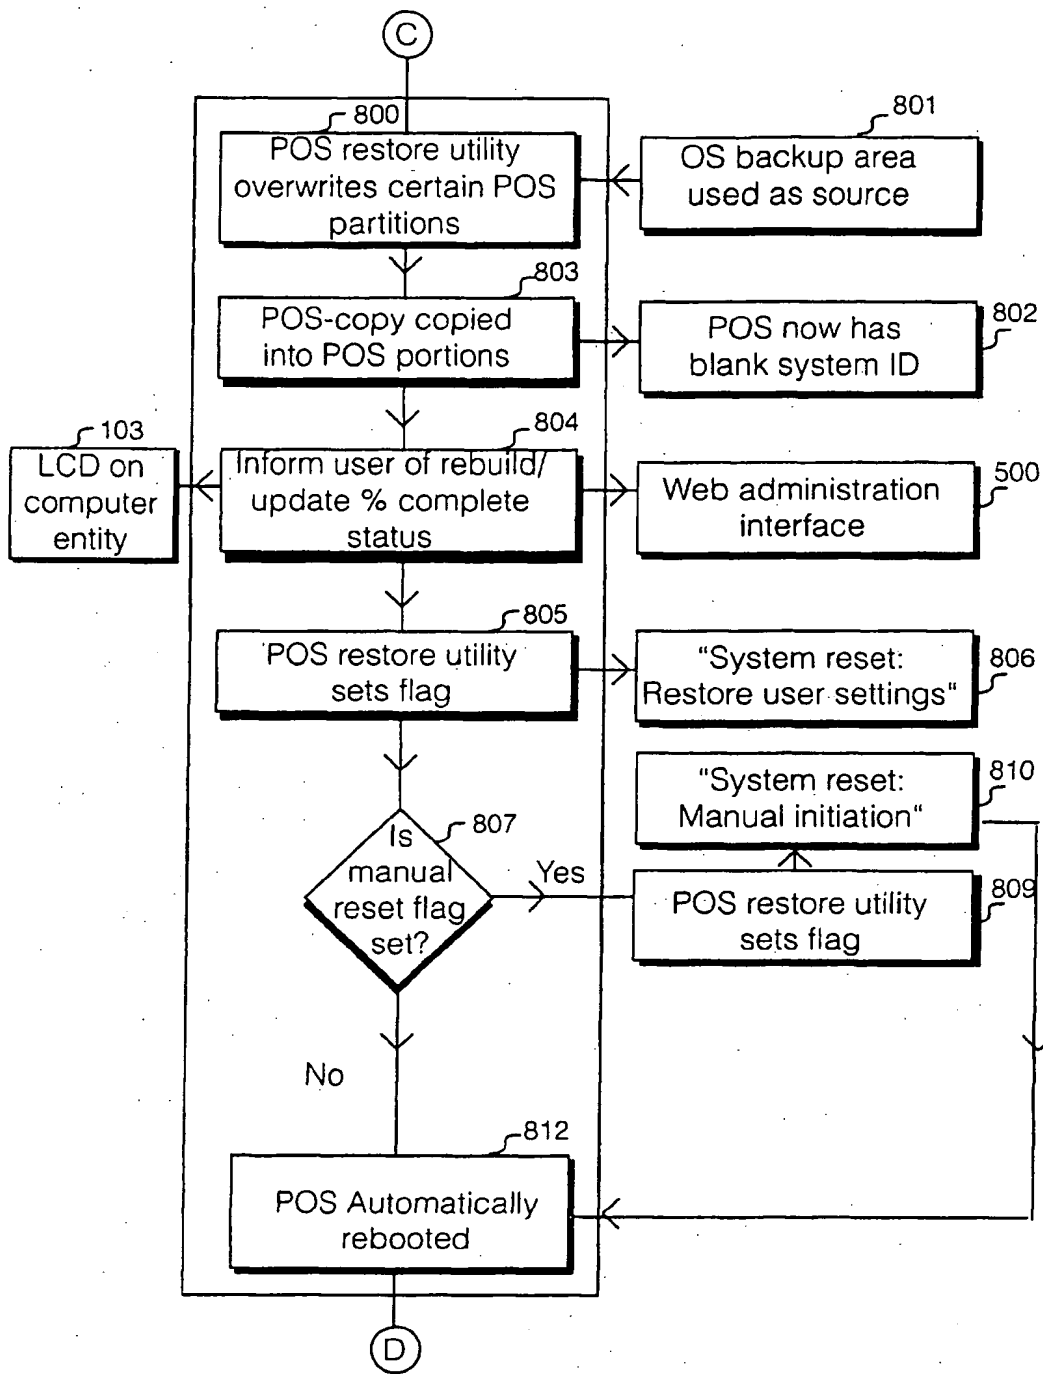 C
800
POS restore utility
overwrites certain POS
partitions
801
OS backup area
used as source
803
POS-copy copied
into POS portions
802
POS now has
blank system ID
103
LCD on
computer
entity
804
Inform user of rebuild/
update % complete
status
500
Web administration
interface
805
POS restore utility
sets flag
806
"System reset:
Restore user settings"
810
"System reset:
Manual initiation"
807
Is
manual
reset flag
set?
Yes
809
POS restore utility
sets flag
No
812
POS Automatically
rebooted
D